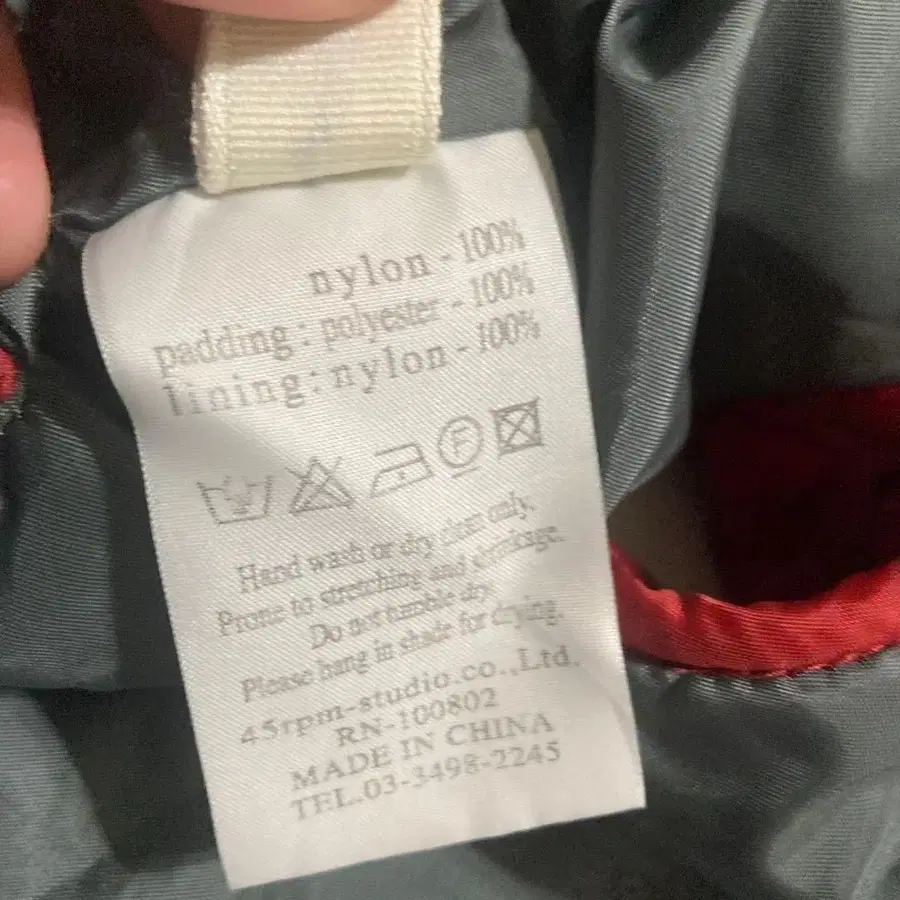 nylon - 100%
padding : polyester - 100%
lining : nylon - 100%
F
Hand wash or dry clean only.
Prone to stretching and shrinkage.
Do not tumble dry.
Please hang in shade for drying.
45rpm-studio.co.,Ltd.
RN-100802
MADE IN CHINA
TEL.03-3498-2245